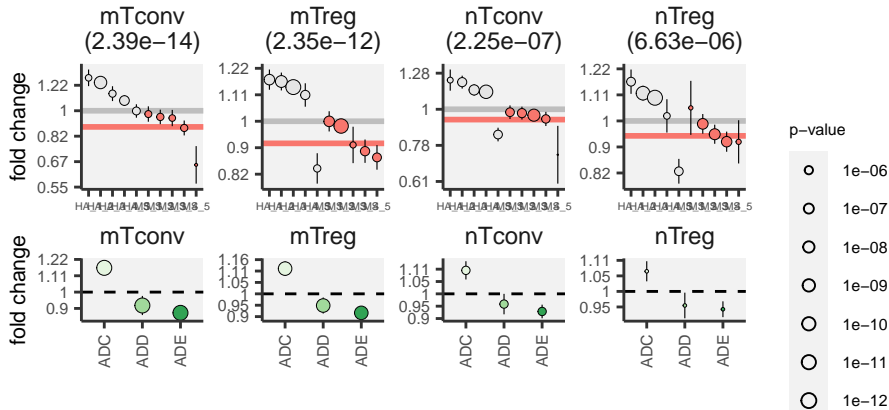 mTconv
(2.39e−14)
mTreg
(2.35e−12)
nTconv
(2.25e−07)
nTreg
(6.63e−06)
fold change
1.22
1
0.82
0.67
0.55
1.22
1.11
1
0.9
0.82
1.28
1
0.78
0.61
1.22
1.11
1
0.9
0.82
mTconv
mTreg
nTconv
nTreg
fold change
1.22
1.11
1
0.9
1.16
1.1
1.05
1
0.95
0.9
1.11
1.05
1
0.95
0.9
1.11
1.05
1
0.95
ADC
ADD
ADE
ADC
ADD
ADE
ADC
ADD
ADE
ADC
ADD
ADE
p−value
1e−06
1e−07
1e−08
1e−09
1e−10
1e−11
1e−12